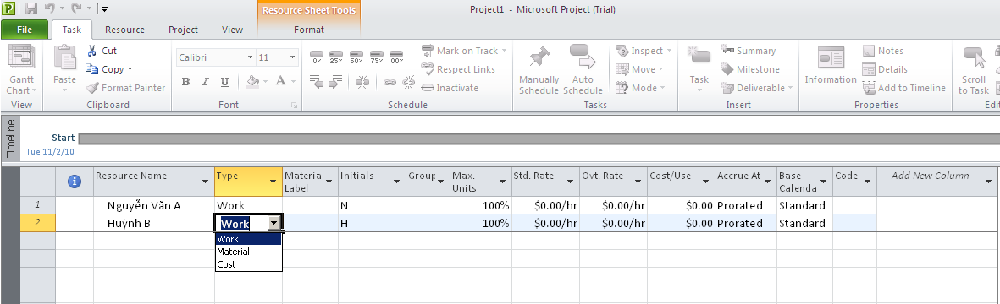 Resource Sheet Tools
Project1 - Microsoft Project (Trial)
File Task Resource Project View Format
Gantt Chart
View
Paste
Cut
Copy
Format Painter
Clipboard
Calibri 11
B I U A
Font
0% 25% 50% 75% 100%
Mark on Track
Respect Links
Inactivate
Schedule
Manually Schedule
Auto Schedule
Inspect
Move
Mode
Tasks
Task
Summary
Milestone
Deliverable
Insert
Information
Notes
Details
Add to Timeline
Properties
Scroll to Task
Edit
Timeline
Start
Tue 11/2/10
Resource Name Type Material Label Initials Group Max. Units Std. Rate Ovt. Rate Cost/Use Accrue At Base Calenda Code Add New Column
1 Nguyễn Văn A Work N 100% $0.00/hr $0.00/hr $0.00 Prorated Standard
2 Huỳnh B Work H 100% $0.00/hr $0.00/hr $0.00 Prorated Standard
Work
Material
Cost